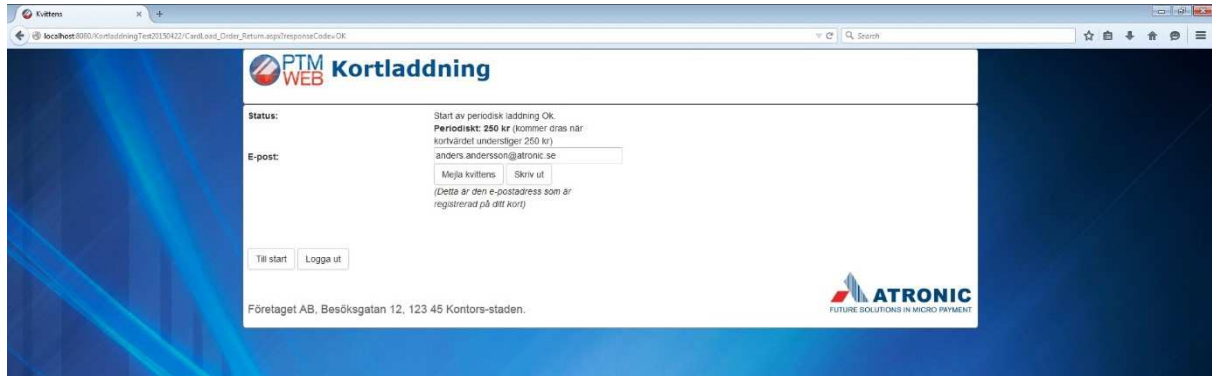 Kvittens
localhost:8080/KortladdningTest20150422/CardLoad_Order_Return.aspx?responseCode=OK
Search
PTM WEB Kortladdning
Status:
Start av periodisk laddning Ok.
Periodiskt: 250 kr (kommer dras när
kortvärdet understiger 250 kr)
E-post:
anders.andersson@atronic.se
Mejla kvittens Skriv ut
(Detta är den e-postadress som är
registrerad på ditt kort)
Till start Logga ut
Företaget AB, Besöksgatan 12, 123 45 Kontors-staden.
ATRONIC
FUTURE SOLUTIONS IN MICRO PAYMENT